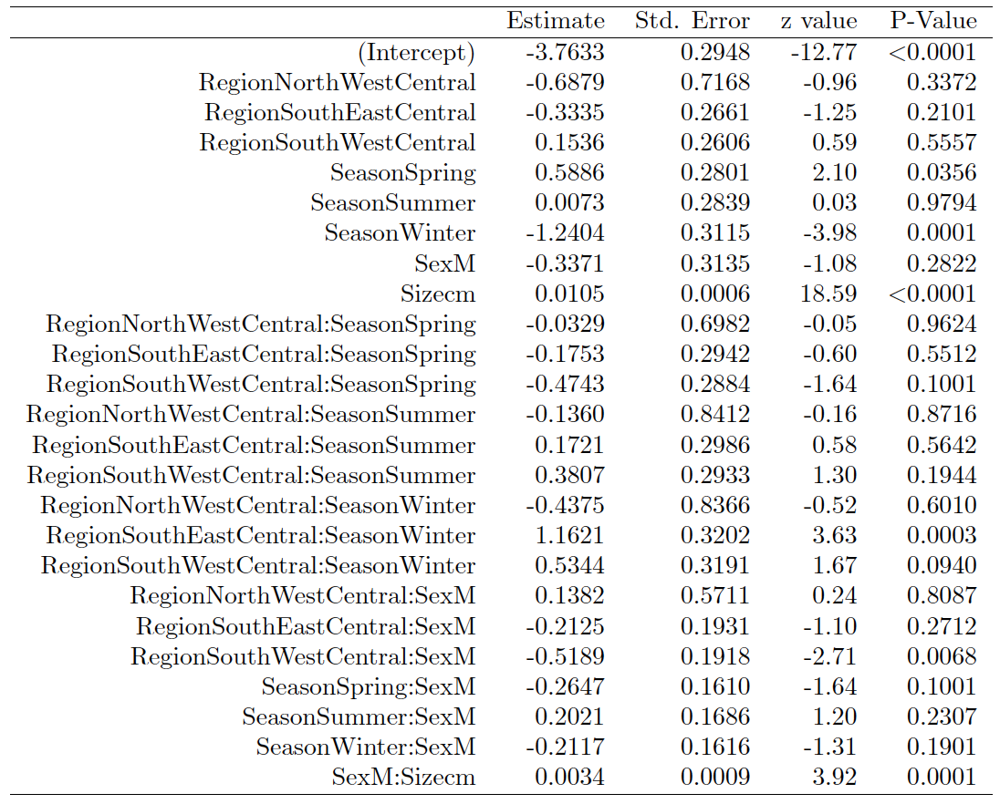 Estimate Std. Error z value P-Value
(Intercept) -3.7633 0.2948 -12.77 <0.0001
RegionNorthWestCentral -0.6879 0.7168 -0.96 0.3372
RegionSouthEastCentral -0.3335 0.2661 -1.25 0.2101
RegionSouthWestCentral 0.1536 0.2606 0.59 0.5557
SeasonSpring 0.5886 0.2801 2.10 0.0356
SeasonSummer 0.0073 0.2839 0.03 0.9794
SeasonWinter -1.2404 0.3115 -3.98 0.0001
SexM -0.3371 0.3135 -1.08 0.2822
Sizecm 0.0105 0.0006 18.59 <0.0001
RegionNorthWestCentral:SeasonSpring -0.0329 0.6982 -0.05 0.9624
RegionSouthEastCentral:SeasonSpring -0.1753 0.2942 -0.60 0.5512
RegionSouthWestCentral:SeasonSpring -0.4743 0.2884 -1.64 0.1001
RegionNorthWestCentral:SeasonSummer -0.1360 0.8412 -0.16 0.8716
RegionSouthEastCentral:SeasonSummer 0.1721 0.2986 0.58 0.5642
RegionSouthWestCentral:SeasonSummer 0.3807 0.2933 1.30 0.1944
RegionNorthWestCentral:SeasonWinter -0.4375 0.8366 -0.52 0.6010
RegionSouthEastCentral:SeasonWinter 1.1621 0.3202 3.63 0.0003
RegionSouthWestCentral:SeasonWinter 0.5344 0.3191 1.67 0.0940
RegionNorthWestCentral:SexM 0.1382 0.5711 0.24 0.8087
RegionSouthEastCentral:SexM -0.2125 0.1931 -1.10 0.2712
RegionSouthWestCentral:SexM -0.5189 0.1918 -2.71 0.0068
SeasonSpring:SexM -0.2647 0.1610 -1.64 0.1001
SeasonSummer:SexM 0.2021 0.1686 1.20 0.2307
SeasonWinter:SexM -0.2117 0.1616 -1.31 0.1901
SexM:Sizecm 0.0034 0.0009 3.92 0.0001